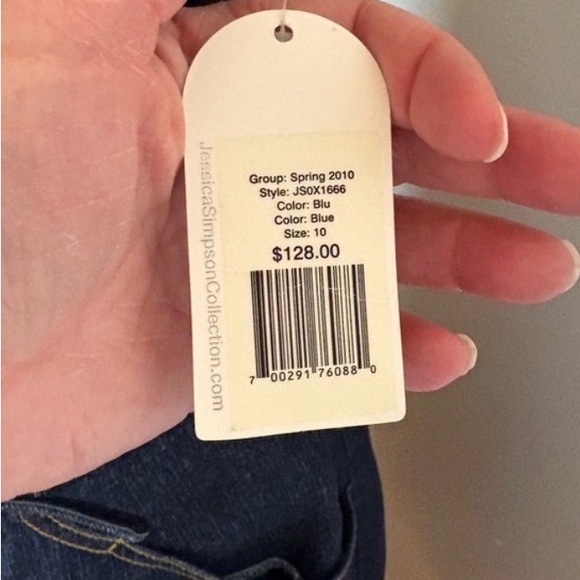 JessicaSimpsonCollection.com
Group: Spring 2010
Style: JS0X1666
Color: Blu
Color: Blue
Size: 10
$128.00
7 00291 76088 0